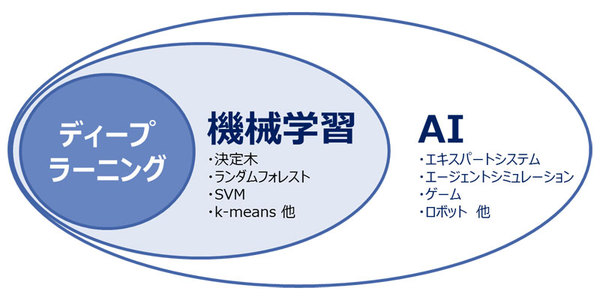 ディープ
ラーニング
機械学習
・決定木
・ランダムフォレスト
・SVM
・k-means 他
AI
・エキスパートシステム
・エージェントシミュレーション
・ゲーム
・ロボット 他